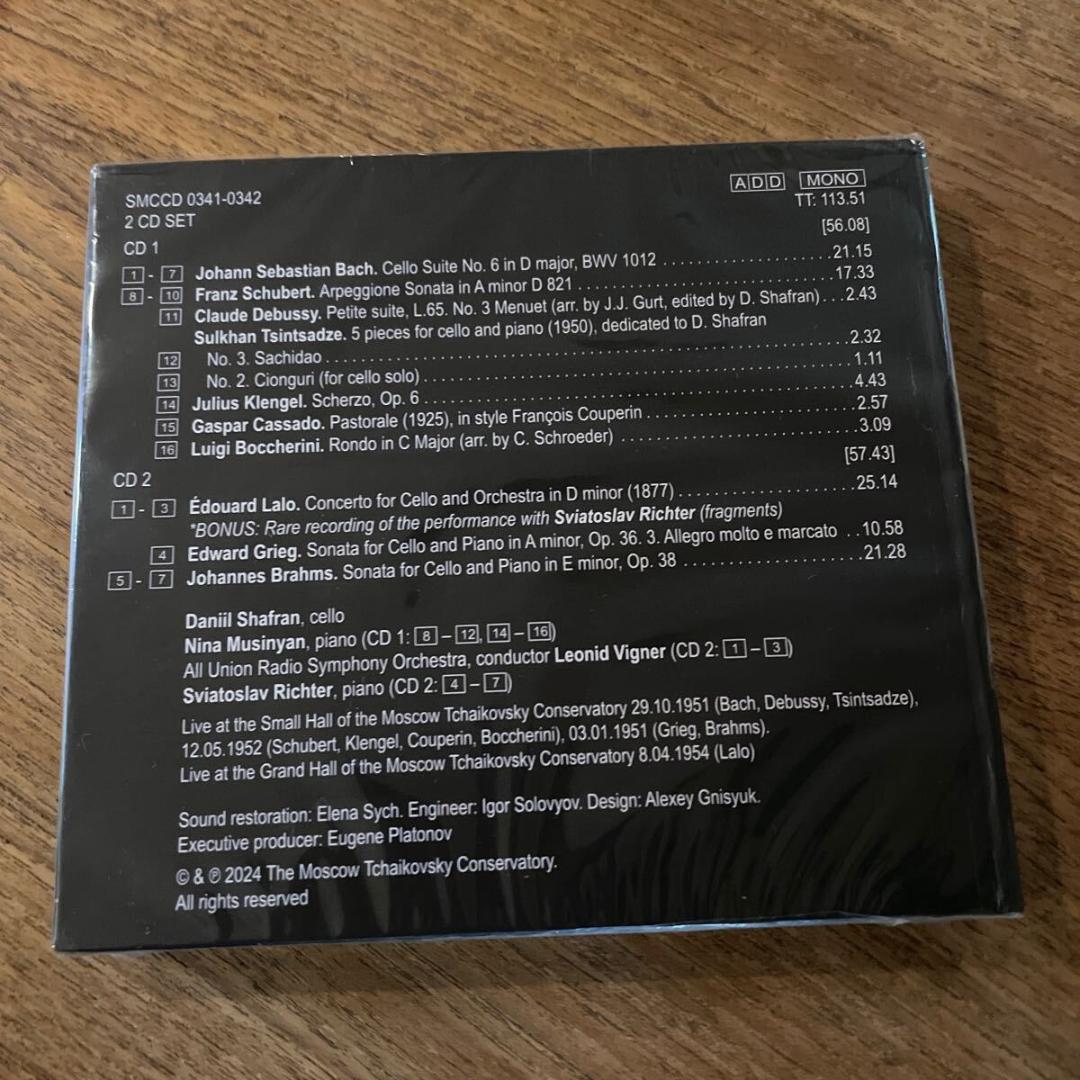 SMCCD 0341-0342
2 CD SET
ADD MONO
TT: 113.51
CD 1 [56.08]
1 - 7 Johann Sebastian Bach. Cello Suite No. 6 in D major, BWV 1012 ....................21.15
8 - 10 Franz Schubert. Arpeggione Sonata in A minor D 821 ....................17.33
11 Claude Debussy. Petite suite, L.65. No. 3 Menuet (arr. by J.J. Gurt, edited by D. Shafran)...2.43
Sulkhan Tsintsadze. 5 pieces for cello and piano (1950), dedicated to D. Shafran
12 No. 3. Sachidao ....................2.32
13 No. 2. Cionguri (for cello solo) ....................1.11
14 Julius Klengel. Scherzo, Op. 6 ....................4.43
15 Gaspar Cassado. Pastorale (1925), in style François Couperin ....................2.57
16 Luigi Boccherini. Rondo in C Major (arr. by C. Schroeder) ....................3.09
CD 2 [57.43]
1 - 3 Édouard Lalo. Concerto for Cello and Orchestra in D minor (1877) ....................25.14
*BONUS: Rare recording of the performance with Sviatoslav Richter (fragments)
4 Edward Grieg. Sonata for Cello and Piano in A minor, Op. 36. 3. Allegro molto e marcato ..10.58
5 - 7 Johannes Brahms. Sonata for Cello and Piano in E minor, Op. 38 ....................21.28
Daniil Shafran, cello
Nina Musinyan, piano (CD 1: 8 – 12, 14 – 16)
All Union Radio Symphony Orchestra, conductor Leonid Vigner (CD 2: 1 – 3)
Sviatoslav Richter, piano (CD 2: 4 – 7)
Live at the Small Hall of the Moscow Tchaikovsky Conservatory 29.10.1951 (Bach, Debussy, Tsintsadze),
12.05.1952 (Schubert, Klengel, Couperin, Boccherini), 03.01.1951 (Grieg, Brahms).
Live at the Grand Hall of the Moscow Tchaikovsky Conservatory 8.04.1954 (Lalo)
Sound restoration: Elena Sych. Engineer: Igor Solovyov. Design: Alexey Gnisyuk.
Executive producer: Eugene Platonov
© & ℗ 2024 The Moscow Tchaikovsky Conservatory.
All rights reserved